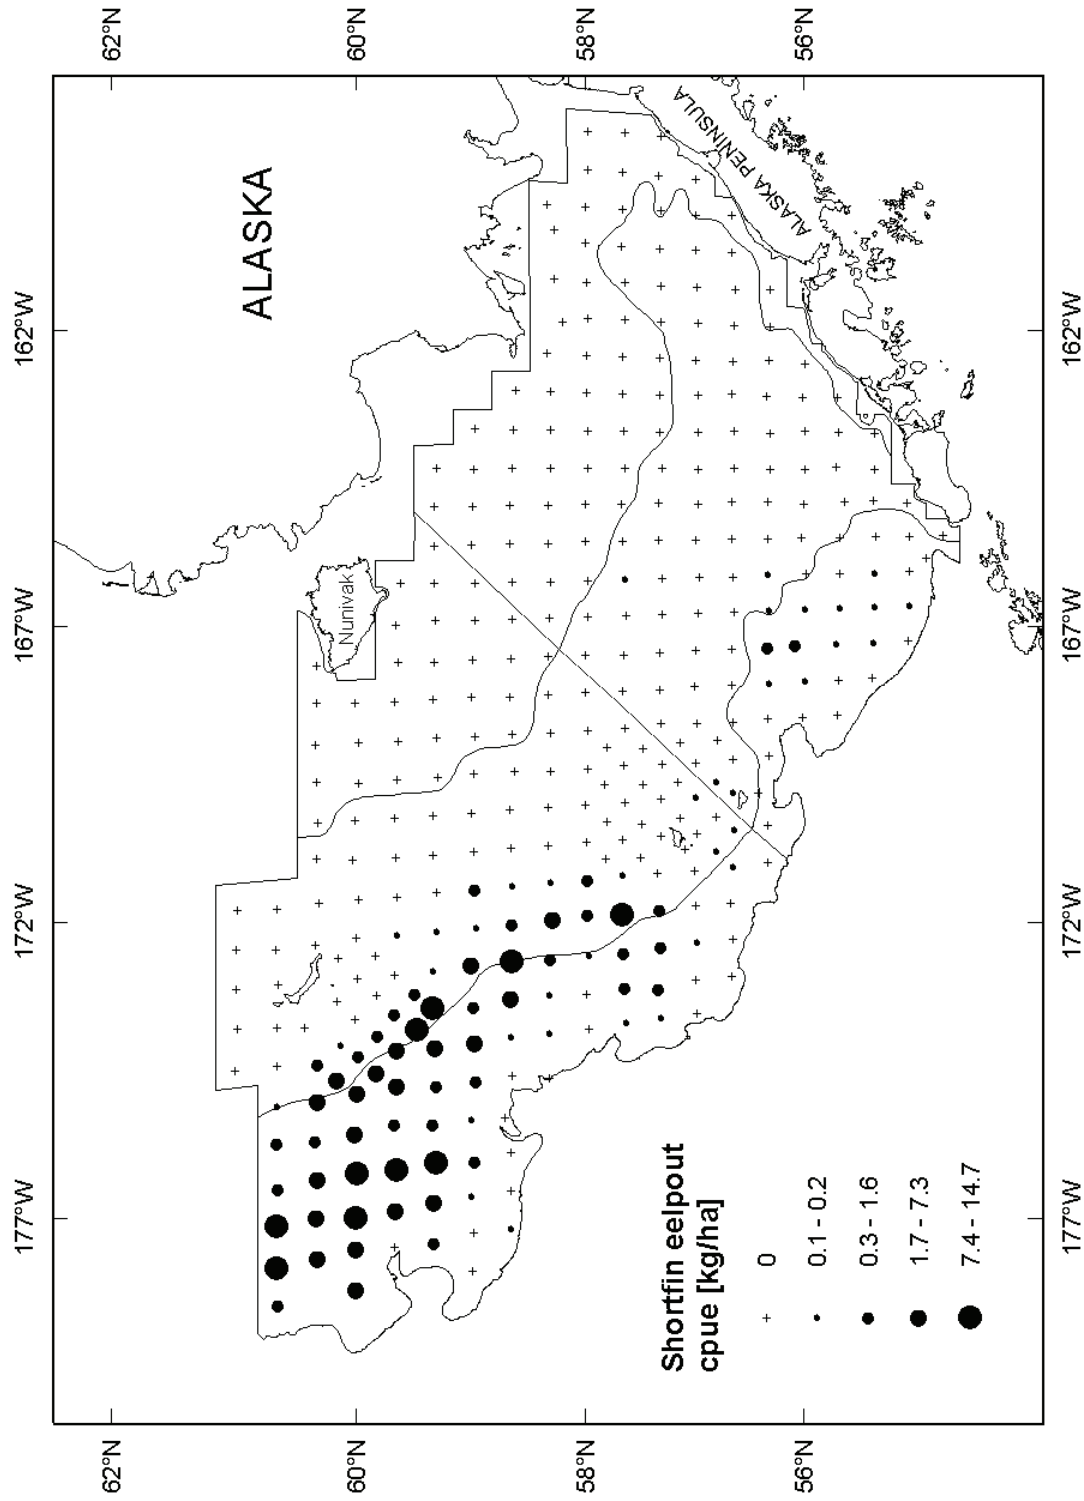 177°W
172°W
167°W
162°W
62°N
62°N
ALASKA
Nunivak
60°N
60°N
58°N
58°N
ALASKA PENINSULA
56°N
56°N
Shortfin eelpout
cpue [kg/ha]
0
0.1 - 0.2
0.3 - 1.6
1.7 - 7.3
7.4 - 14.7
177°W
172°W
167°W
162°W